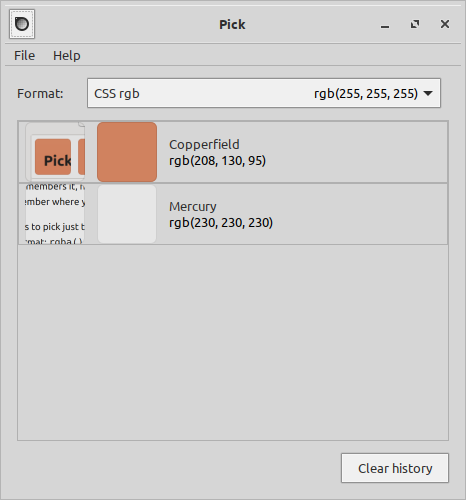 Pick
File Help
Format: CSS rgb rgb(255, 255, 255)
Pick
Copperfield
rgb(208, 130, 95)
members it,
mber where y
s to pick just t
rmat: rgba(,)
Mercury
rgb(230, 230, 230)
Clear history